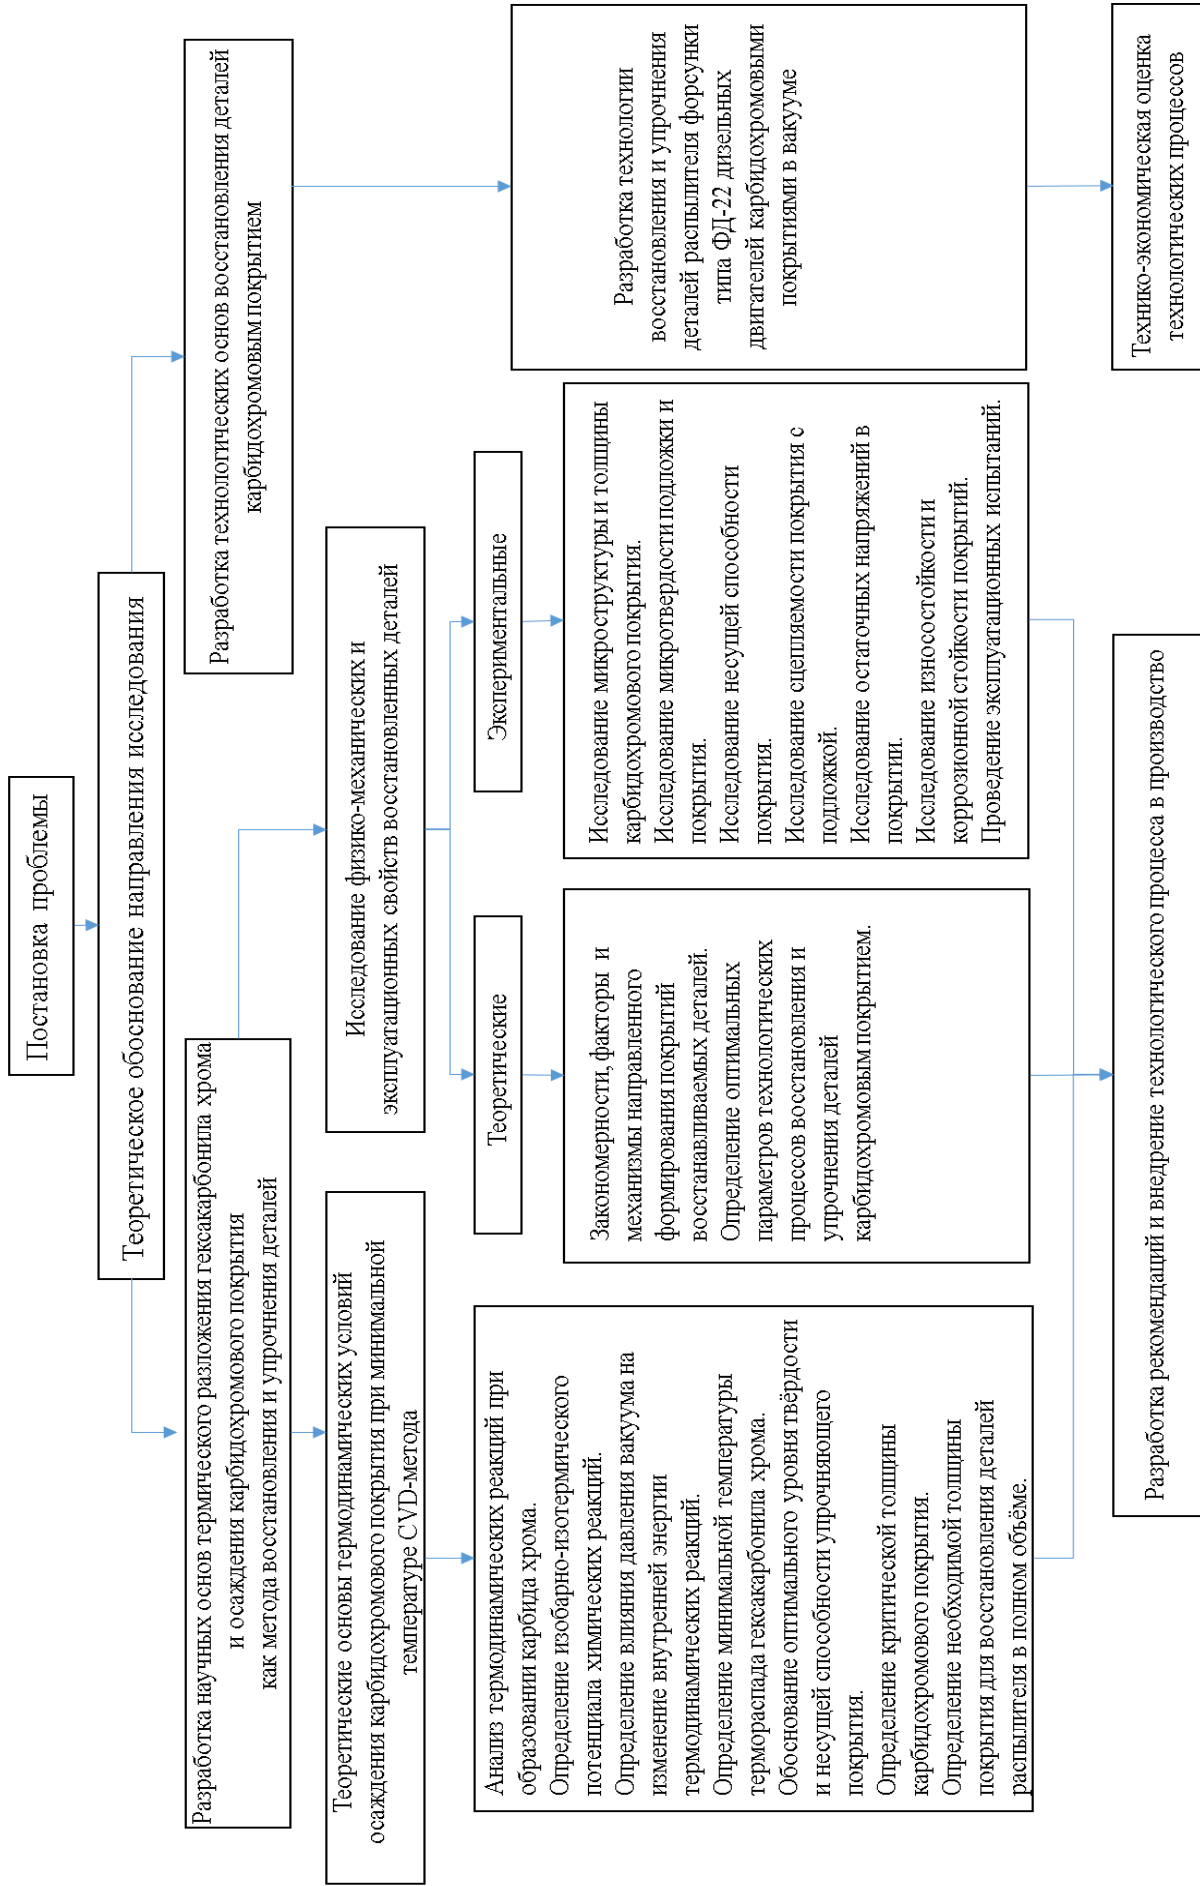 Постановка проблемы
Теоретическое обоснование направления исследования
Разработка научных основ термического разложения гексакарбонила хрома
и осаждения карбидохромового покрытия
как метода восстановления и упрочнения деталей
Разработка технологических основ восстановления деталей
карбидохромовым покрытием
Теоретические основы термодинамических условий
осаждения карбидохромового покрытия при минимальной
температуре CVD-метода
Исследование физико-механических и
эксплуатационных свойств восстановленных деталей
Теоретические
Экспериментальные
Анализ термодинамических реакций при
образовании карбида хрома.
Определение изобарно-изотермического
потенциала химических реакций.
Определение влияния давления вакуума на
изменение внутренней энергии
термодинамических реакций.
Определение минимальной температуры
термораспада гексакарбонила хрома.
Обоснование оптимального уровня твёрдости
и несущей способности упрочняющего
покрытия.
Определение критической толщины
карбидохромового покрытия.
Определение необходимой толщины
покрытия для восстановления деталей
распылителя в полном объёме.
Закономерности, факторы и
механизмы направленного
формирования покрытий
восстанавливаемых деталей.
Определение оптимальных
параметров технологических
процессов восстановления и
упрочнения деталей
карбидохромовым покрытием.
Исследование микроструктуры и толщины
карбидохромового покрытия.
Исследование микротвердости подложки и
покрытия.
Исследование несущей способности
покрытия.
Исследование сцепляемости покрытия с
подложкой.
Исследование остаточных напряжений в
покрытии.
Исследование износостойкости и
коррозионной стойкости покрытий.
Проведение эксплуатационных испытаний.
Разработка технологии
восстановления и упрочнения
деталей распылителя форсунки
типа ФД-22 дизельных
двигателей карбидохромовыми
покрытиями в вакууме
Разработка рекомендаций и внедрение технологического процесса в производство
Технико-экономическая оценка
технологических процессов